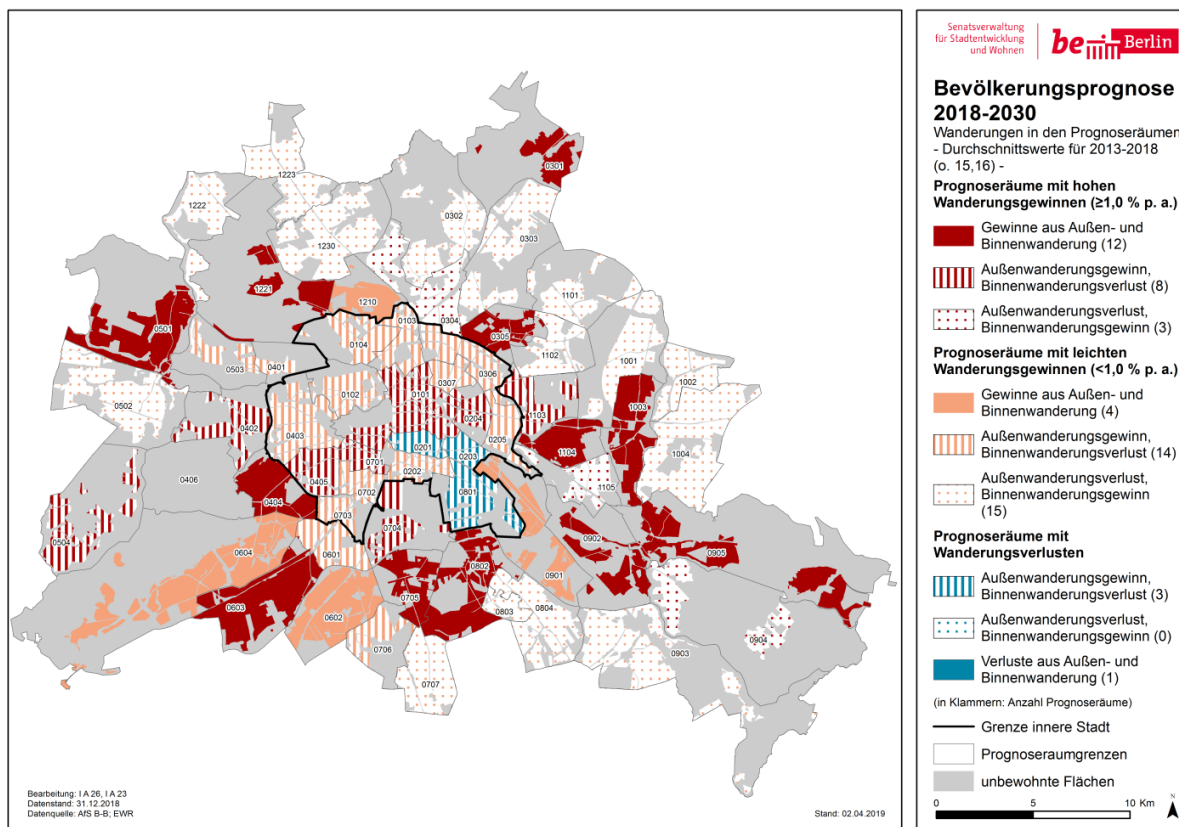 Senatsverwaltung
für Stadtentwicklung
und Wohnen
be Berlin
Bevölkerungsprognose
2018-2030
Wanderungen in den Prognoseräumen
- Durchschnittswerte für 2013-2018
(o. 15,16) -
Prognoseräume mit hohen
Wanderungsgewinnen (≥1,0 % p. a.)
Gewinne aus Außen- und
Binnenwanderung (12)
Außenwanderungsgewinn,
Binnenwanderungsverlust (8)
Außenwanderungsverlust,
Binnenwanderungsgewinn (3)
Prognoseräume mit leichten
Wanderungsgewinnen (<1,0 % p. a.)
Gewinne aus Außen- und
Binnenwanderung (4)
Außenwanderungsgewinn,
Binnenwanderungsverlust (14)
Außenwanderungsverlust,
Binnenwanderungsgewinn
(15)
Prognoseräume mit
Wanderungsverlusten
Außenwanderungsgewinn,
Binnenwanderungsverlust (3)
Außenwanderungsverlust,
Binnenwanderungsgewinn (0)
Verluste aus Außen- und
Binnenwanderung (1)
(in Klammern: Anzahl Prognoseräume)
Grenze innere Stadt
Prognoseraumgrenzen
unbewohnte Flächen
0 5 10 Km
N
0301
1223
1222
0302
0303
1230
1221
1210
1101
0501
0103
0304
0104
0305
1102
0503
0401
1001
1002
0306
0307
0502
0102
0101
1003
0402
0403
0204
1103
0205
0201
0203
1104
1004
0701
0202
0406
0405
0404
0702
0801
1105
0703
0704
0504
0604
0601
0802
0901
0902
0905
0603
0602
0705
0803
0804
0706
0904
0903
0707
Bearbeitung: I A 26, I A 23
Datenstand: 31.12.2018
Datenquelle: AfS B-B; EWR
Stand: 02.04.2019